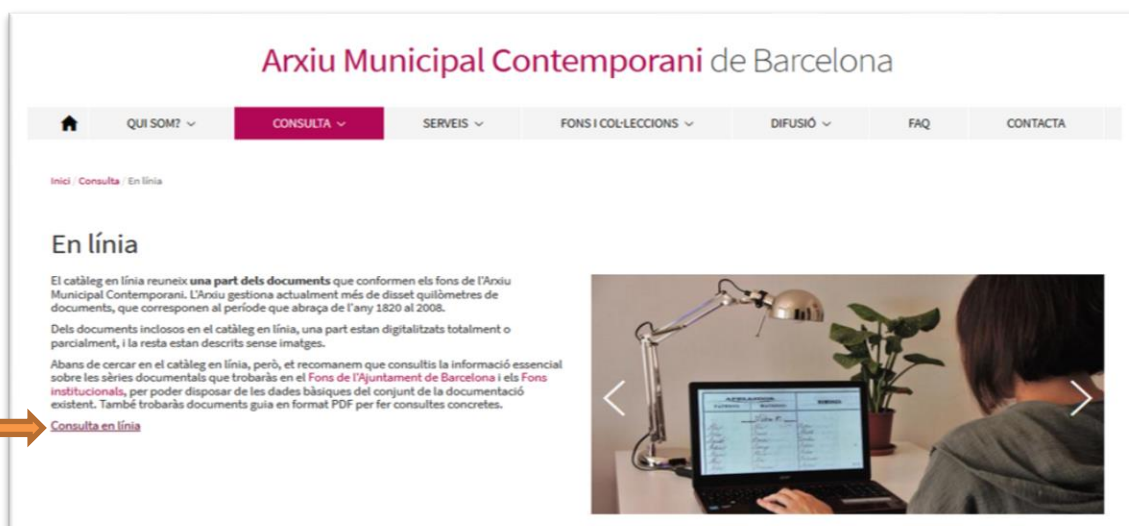 Arxiu Municipal Contemporani de Barcelona
QUI SOM? CONSULTA SERVEIS FONS I COL·LECCIONS DIFUSIÓ FAQ CONTACTA
Inici / Consulta / En línia
En línia
El catàleg en línia reuneix una part dels documents que conformen els fons de l'Arxiu
Municipal Contemporani. L'Arxiu gestiona actualment més de disset quilòmetres de
documents, que corresponen al període que abraça de l'any 1820 al 2008.
Dels documents inclosos en el catàleg en línia, una part estan digitalitzats totalment o
parcialment, i la resta estan descrits sense imatges.
Abans de cercar en el catàleg en línia, però, et recomanem que consultis la informació essencial
sobre les sèries documentals que trobaràs en el Fons de l'Ajuntament de Barcelona i els Fons
institucionals, per poder disposar de les dades bàsiques del conjunt de la documentació
existent. També trobaràs documents guia en format PDF per fer consultes concretes.
Consulta en línia